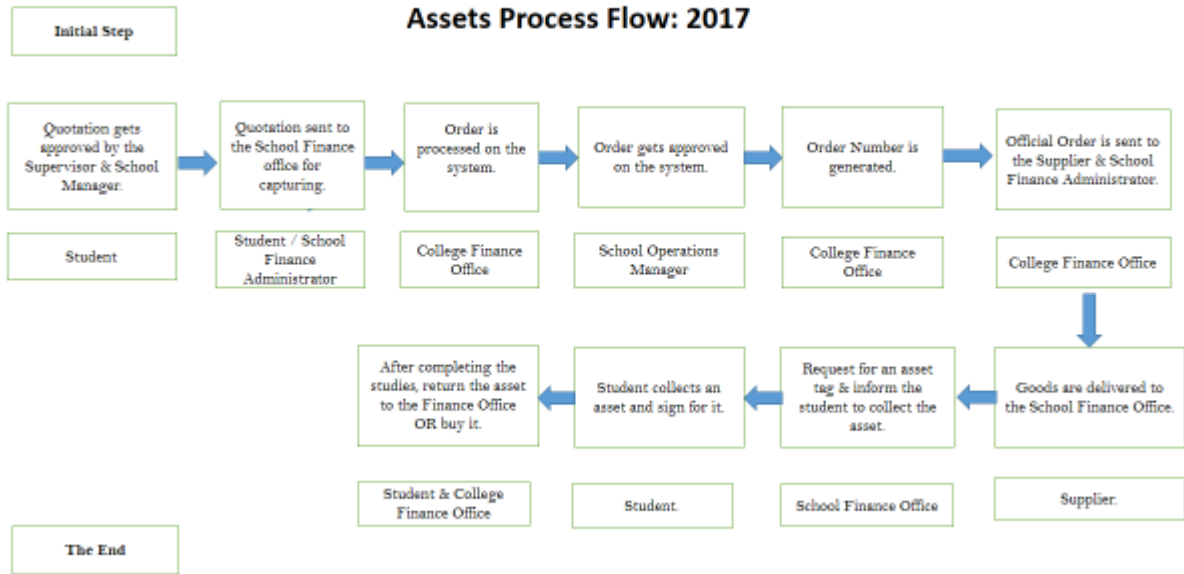 Assets Process Flow: 2017
Initial Step
Quotation gets
approved by the
Supervisor & School
Manager.
Quotation sent to
the School Finance
office for
capturing.
Order is
processed on the
system.
Order gets approved
on the system.
Order Number is
generated.
Official Order is sent to
the Supplier & School
Finance Administrator.
Student
Student / School
Finance
Administrator
College Finance
Office
School Operations
Manager
College Finance
Office
College Finance Office
After completing the
studies, return the asset
to the Finance Office
OR buy it.
Student collects an
asset and sign for it.
Request for an asset
tag & inform the
student to collect the
asset.
Goods are delivered to
the School Finance Office.
Student & College
Finance Office
Student.
School Finance Office
Supplier.
The End